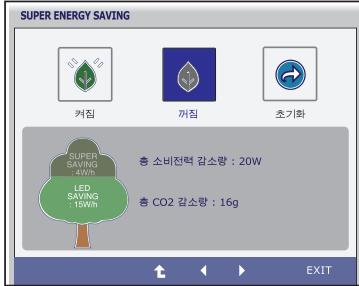 SUPER ENERGY SAVING
켜짐
꺼짐
초기화
SUPER
SAVING
: 4W/h
LED
SAVING
: 15W/h
총 소비전력 감소량 : 20W
총 CO2 감소량 : 16g
EXIT